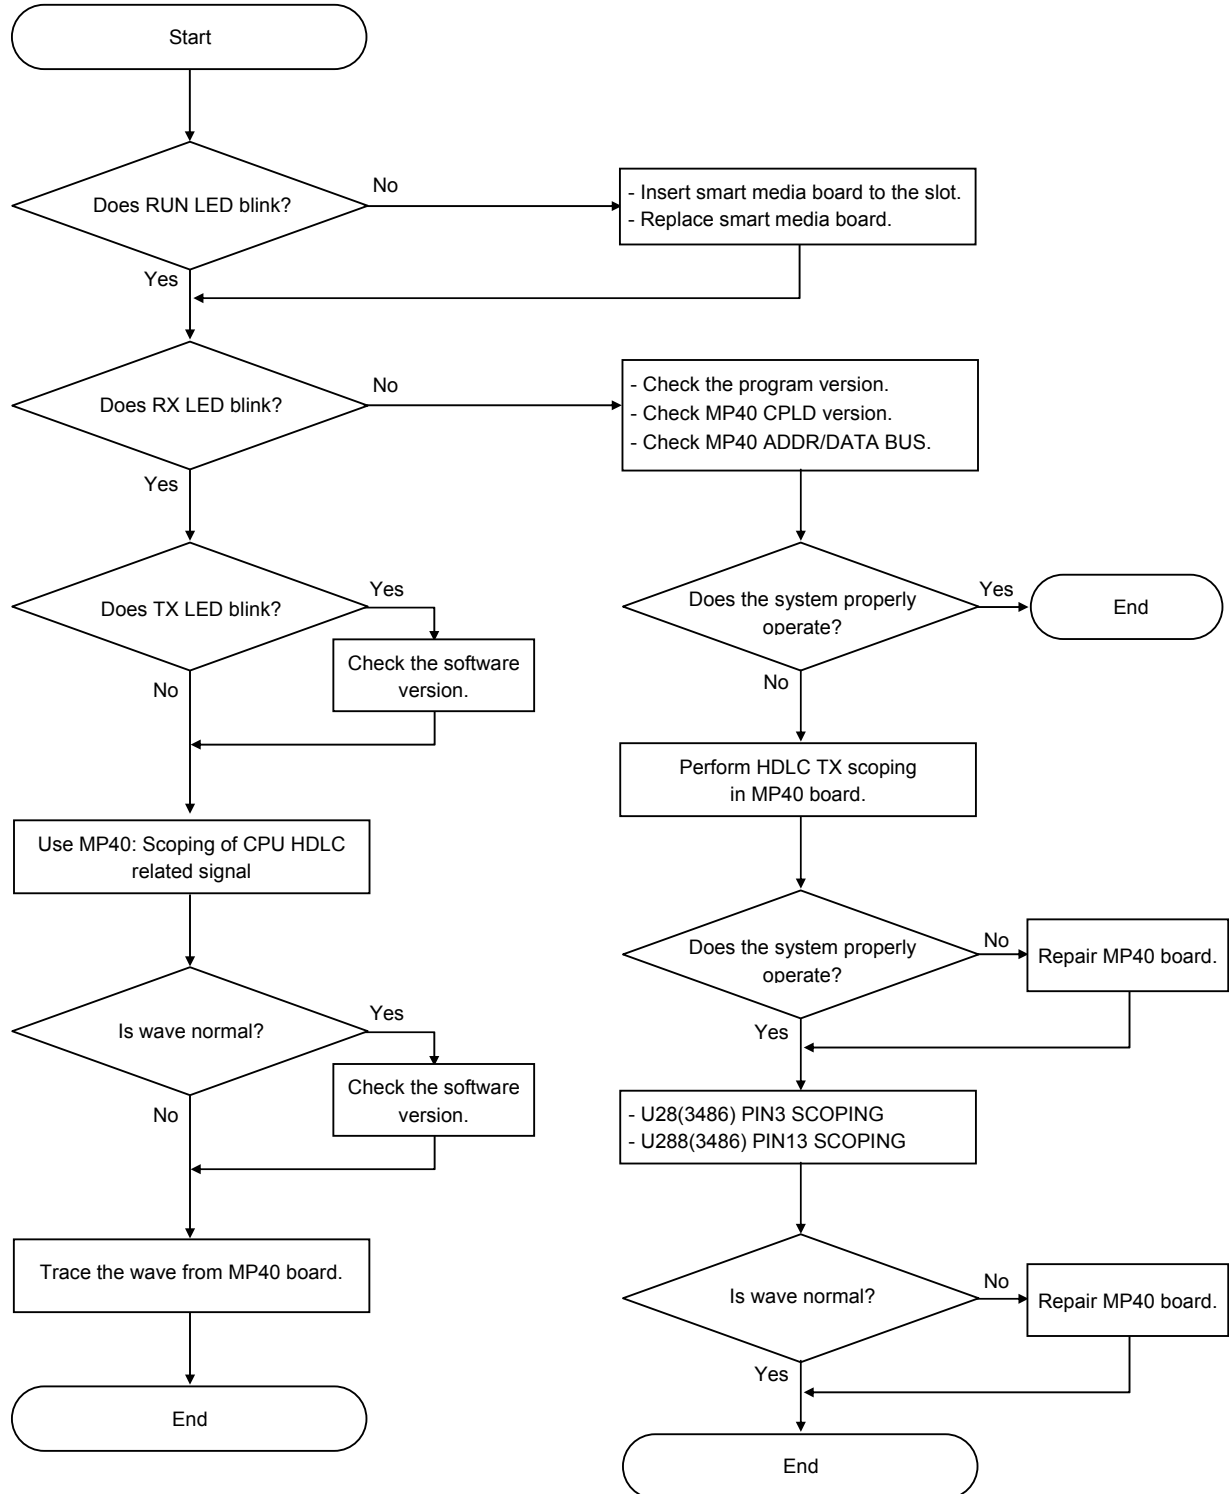 Start
Does RUN LED blink?
No
- Insert smart media board to the slot.
- Replace smart media board.
Yes
Does RX LED blink?
No
- Check the program version.
- Check MP40 CPLD version.
- Check MP40 ADDR/DATA BUS.
Yes
Does TX LED blink?
Yes
Check the software
version.
No
Use MP40: Scoping of CPU HDLC
related signal
Is wave normal?
Yes
Check the software
version.
No
Trace the wave from MP40 board.
End
Does the system properly
operate?
Yes
End
No
Perform HDLC TX scoping
in MP40 board.
Does the system properly
operate?
No
Repair MP40 board.
Yes
- U28(3486) PIN3 SCOPING
- U288(3486) PIN13 SCOPING
Is wave normal?
No
Repair MP40 board.
Yes
End